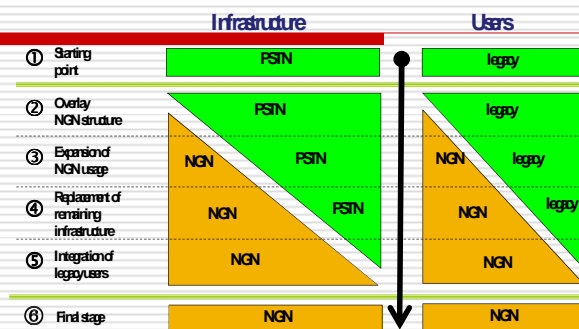 Infrastructure Users
① Starting point PSTN legacy
② Overlay NGN structure PSTN legacy
③ Expansion of NGN usage NGN PSTN NGN legacy
④ Replacement of remaining infrastructure NGN PSTN NGN legacy
⑤ Integration of legacy users NGN NGN
⑥ Final stage NGN NGN